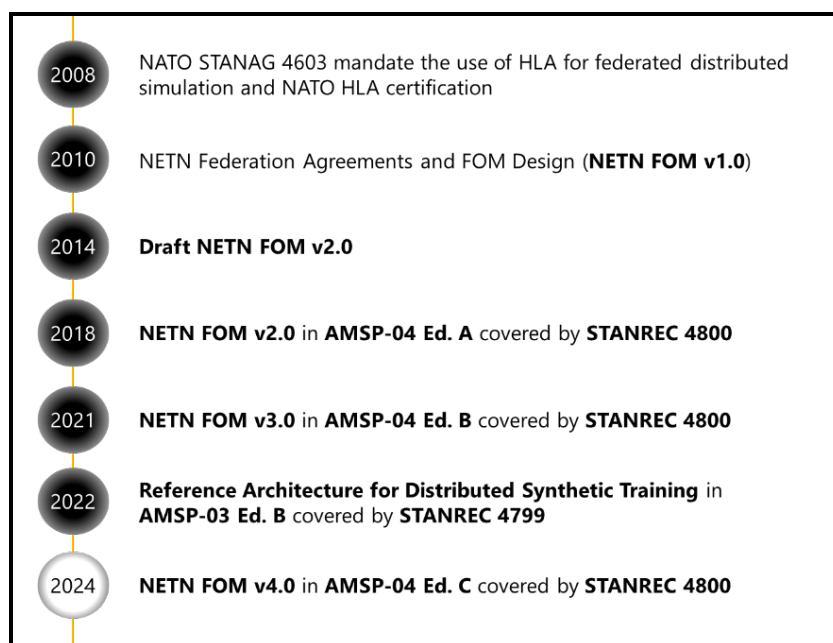 2008
NATO STANAG 4603 mandate the use of HLA for federated distributed
simulation and NATO HLA certification
2010
NETN Federation Agreements and FOM Design (NETN FOM v1.0)
2014
Draft NETN FOM v2.0
2018
NETN FOM v2.0 in AMSP-04 Ed. A covered by STANREC 4800
2021
NETN FOM v3.0 in AMSP-04 Ed. B covered by STANREC 4800
2022
Reference Architecture for Distributed Synthetic Training in
AMSP-03 Ed. B covered by STANREC 4799
2024
NETN FOM v4.0 in AMSP-04 Ed. C covered by STANREC 4800